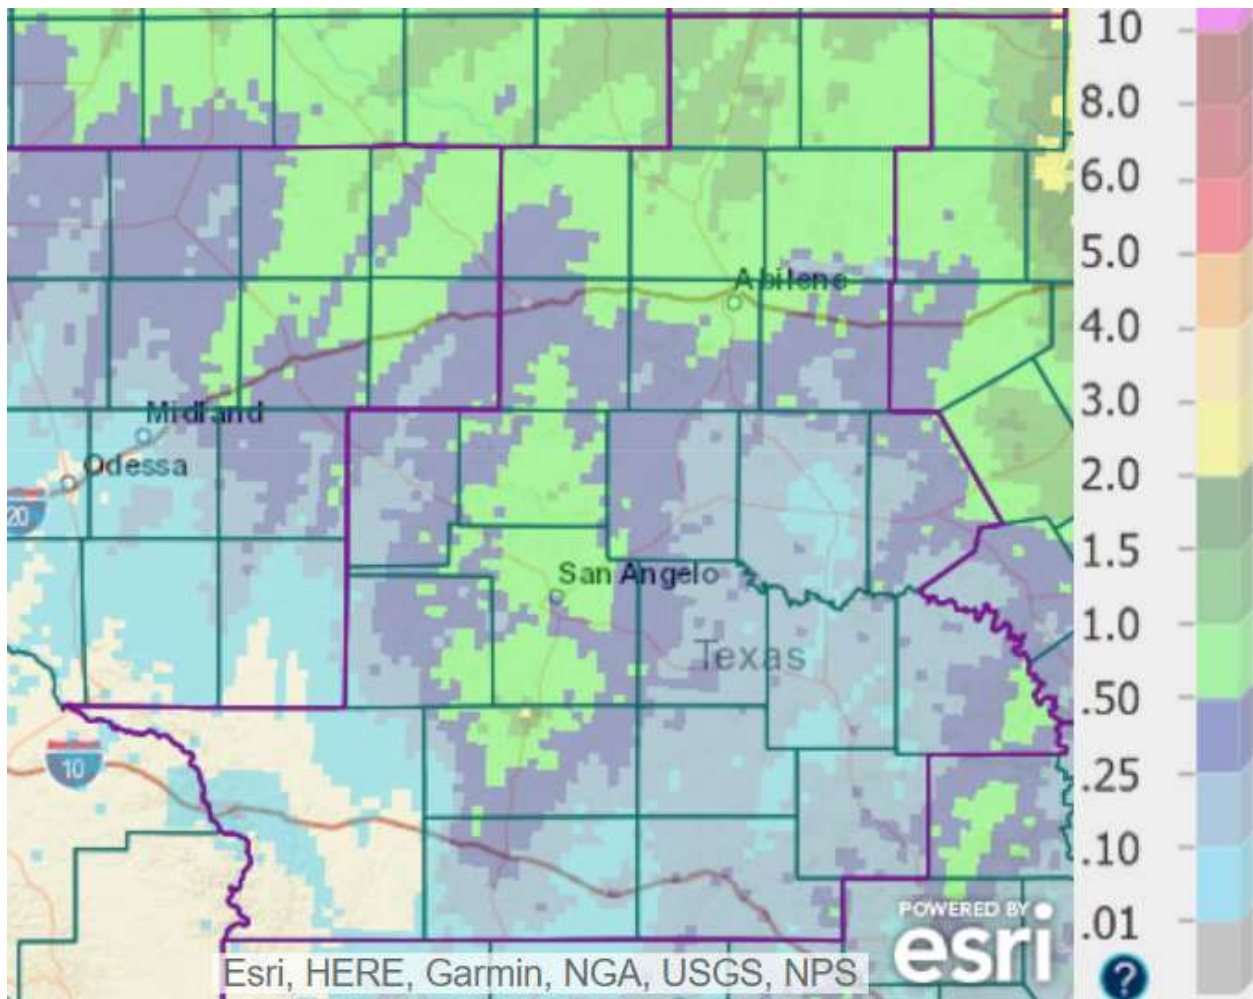 10
8.0
6.0
5.0
4.0
3.0
2.0
1.5
1.0
.50
.25
.10
.01
Abilene
Midland
Odessa
20
San Angelo
Texas
10
POWERED BY
esri
Esri, HERE, Garmin, NGA, USGS, NPS
?